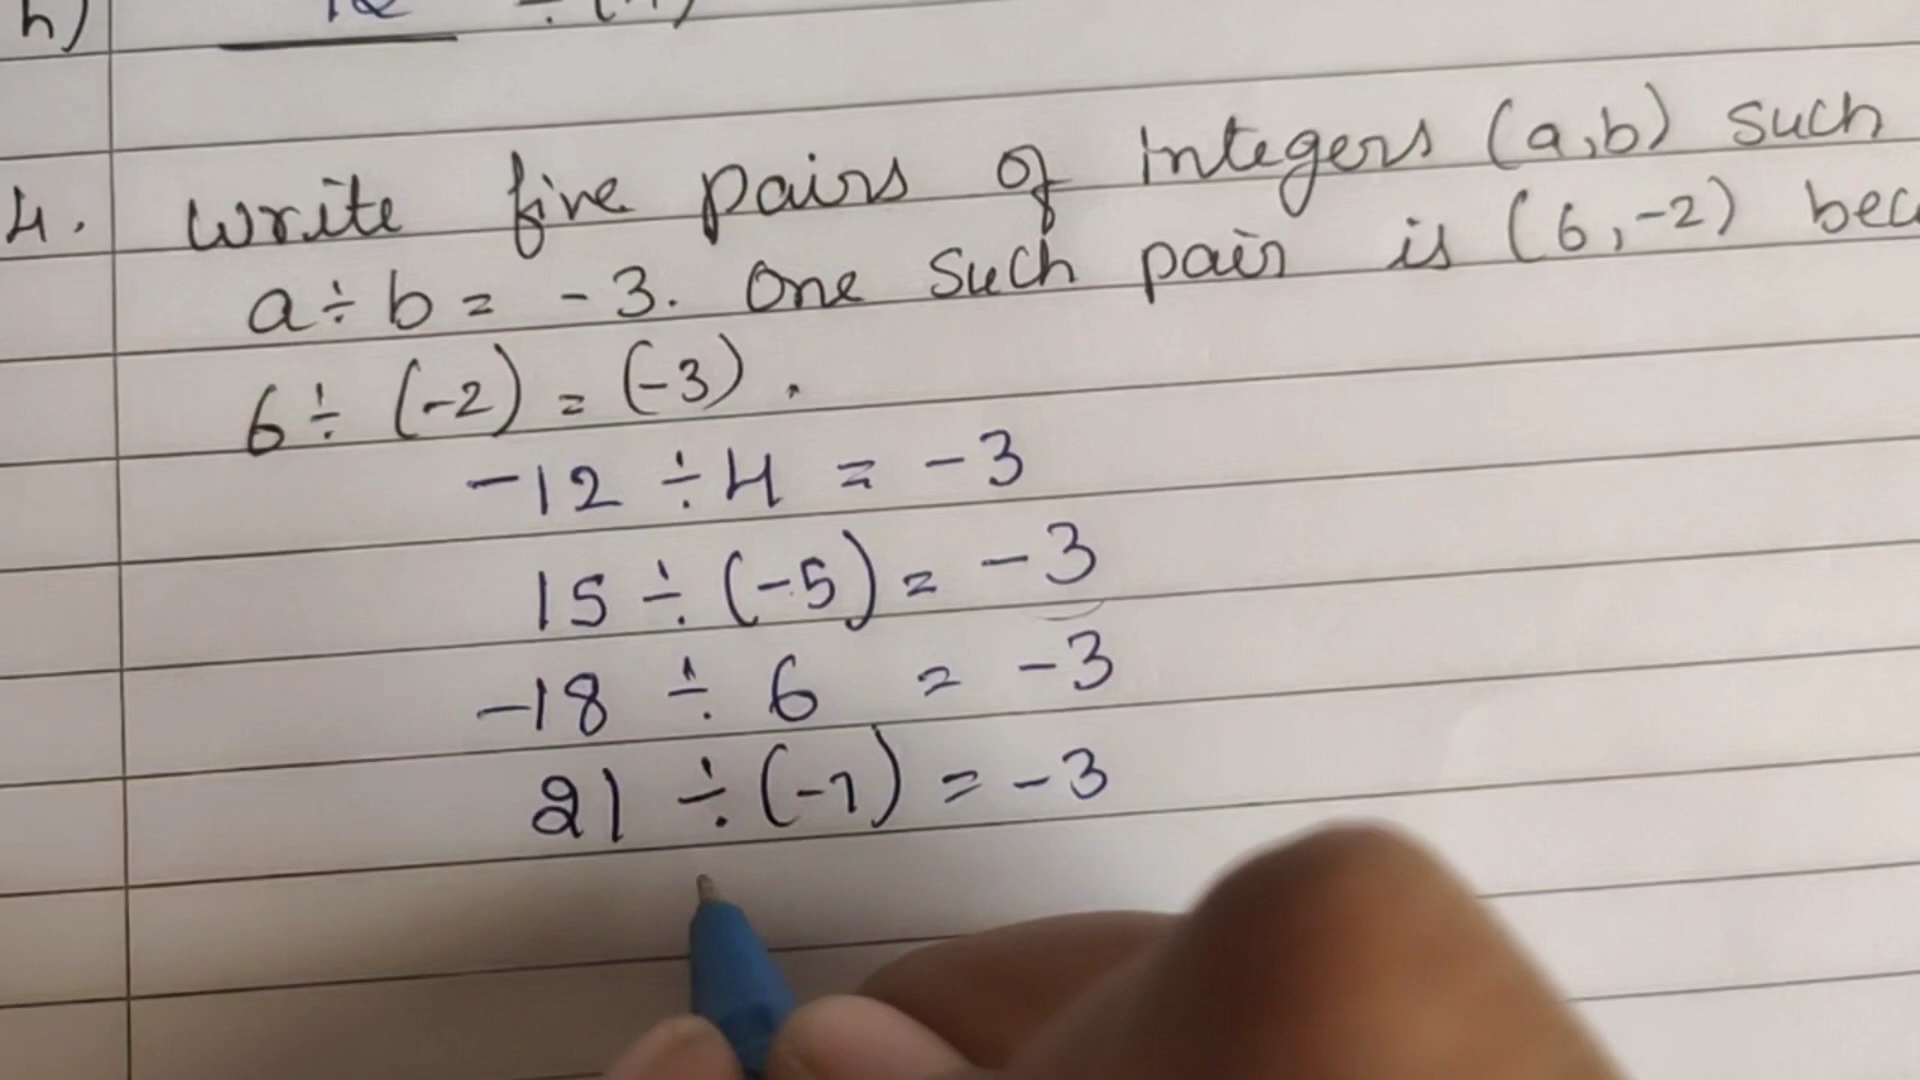 h)
4. Write five pairs of integers (a,b) such
a ÷ b = -3. One such pair is (6,-2) bec
6 ÷ (-2) = (-3).
-12 ÷ 4 = -3
15 ÷ (-5) = -3
-18 ÷ 6 = -3
21 ÷ (-7) = -3